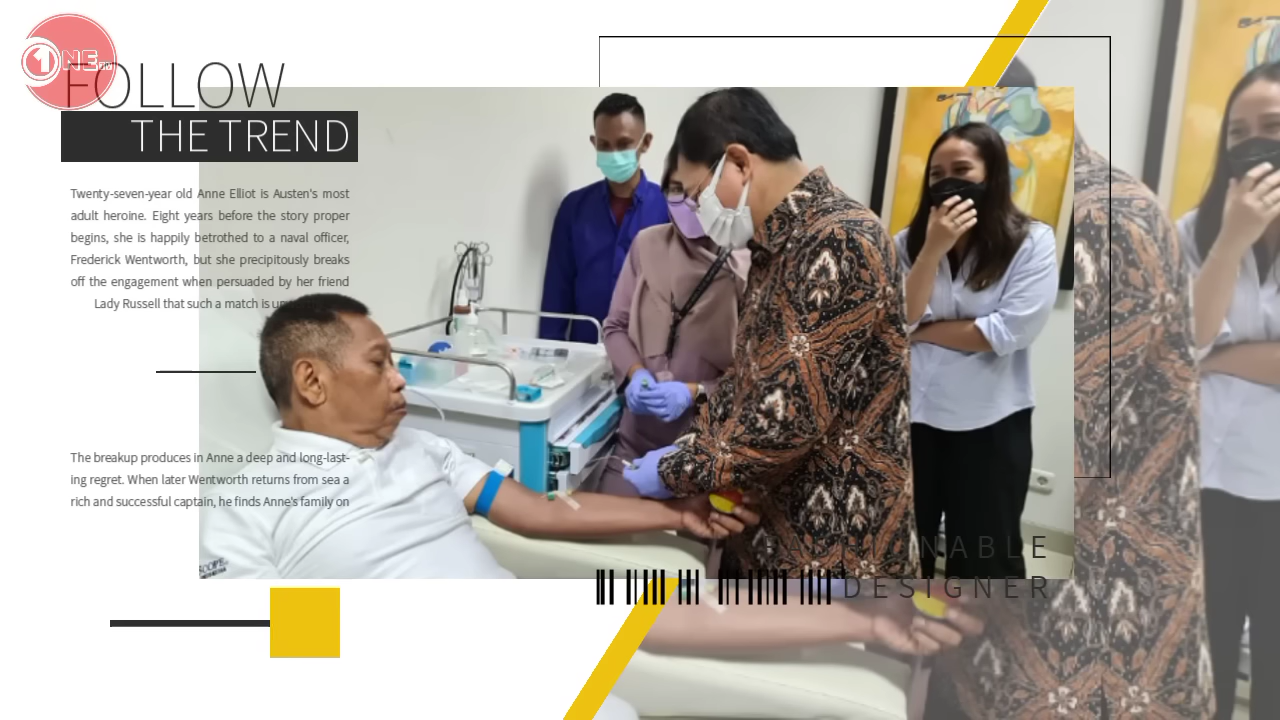 ONE
FOLLOW
THE TREND
Twenty-seven-year old Anne Elliot is Austen's most
adult heroine. Eight years before the story proper
begins, she is happily betrothed to a naval officer,
Frederick Wentworth, but she precipitously breaks
off the engagement when persuaded by her friend
Lady Russell that such a match is
The breakup produces in Anne a deep and long-last-
ing regret. When later Wentworth returns from sea a
rich and successful captain, he finds Anne's family on
FASHIONABLE
DESIGNER